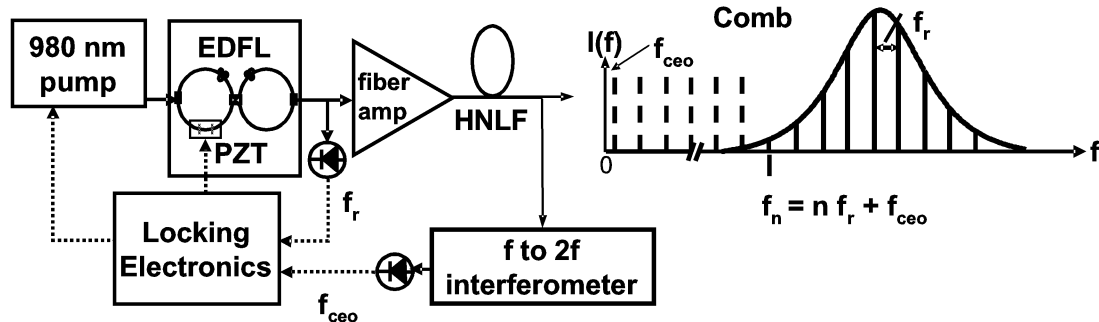 980 nm
pump
EDFL
PZT
fiber
amp
HNLF
f_r
Locking
Electronics
f_ceo
f to 2f
interferometer
Comb
I(f)
f_ceo
f_r
0
f
f_n = n f_r + f_ceo